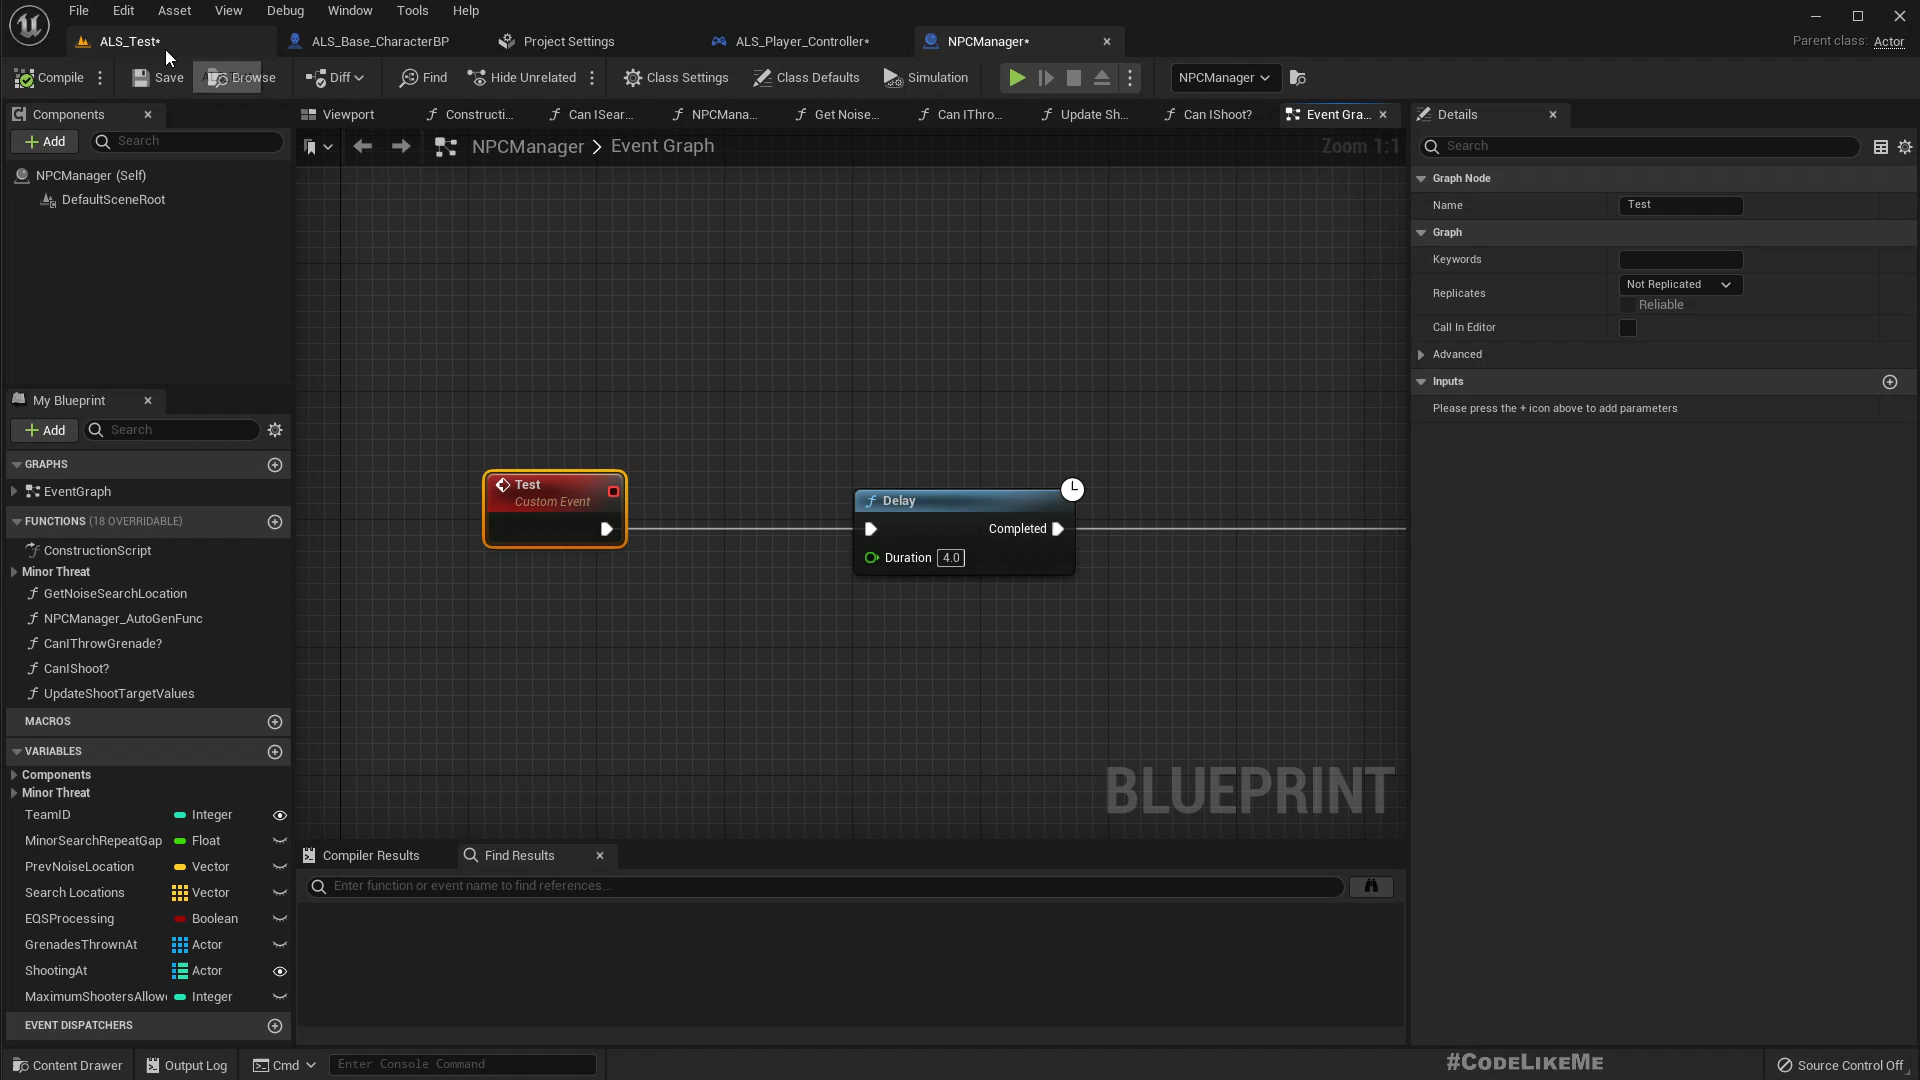 File Edit Asset View Debug Window Tools Help
ALS_Test* ALS_Base_CharacterBP Project Settings ALS_Player_Controller* NPCManager*
Parent class: Actor
Compile Save Browse Diff Find Hide Unrelated Class Settings Class Defaults Simulation NPCManager
Components
Add Search
NPCManager (Self)
DefaultSceneRoot
Viewport Constructi... Can ISear... NPCMana... Get Noise... Can IThro... Update Sh... Can IShoot? Event Gra...
NPCManager > Event Graph Zoom 1:1
Test
Custom Event
Delay
Completed
Duration 4.0
BLUEPRINT
My Blueprint
Add Search
GRAPHS
EventGraph
FUNCTIONS (18 OVERRIDABLE)
ConstructionScript
Minor Threat
GetNoiseSearchLocation
NPCManager_AutoGenFunc
CanIThrowGrenade?
CanIShoot?
UpdateShootTargetValues
MACROS
VARIABLES
Components
Minor Threat
TeamID Integer
MinorSearchRepeatGap Float
PrevNoiseLocation Vector
Search Locations Vector
EQSProcessing Boolean
GrenadesThrownAt Actor
ShootingAt Actor
MaximumShootersAllowe Integer
EVENT DISPATCHERS
Compiler Results Find Results
Enter function or event name to find references...
Details
Search
Graph Node
Name Test
Graph
Keywords
Replicates Not Replicated
Reliable
Call In Editor
Advanced
Inputs
Please press the + icon above to add parameters
Content Drawer Output Log Cmd Enter Console Command
#CODELIKEME
Source Control Off